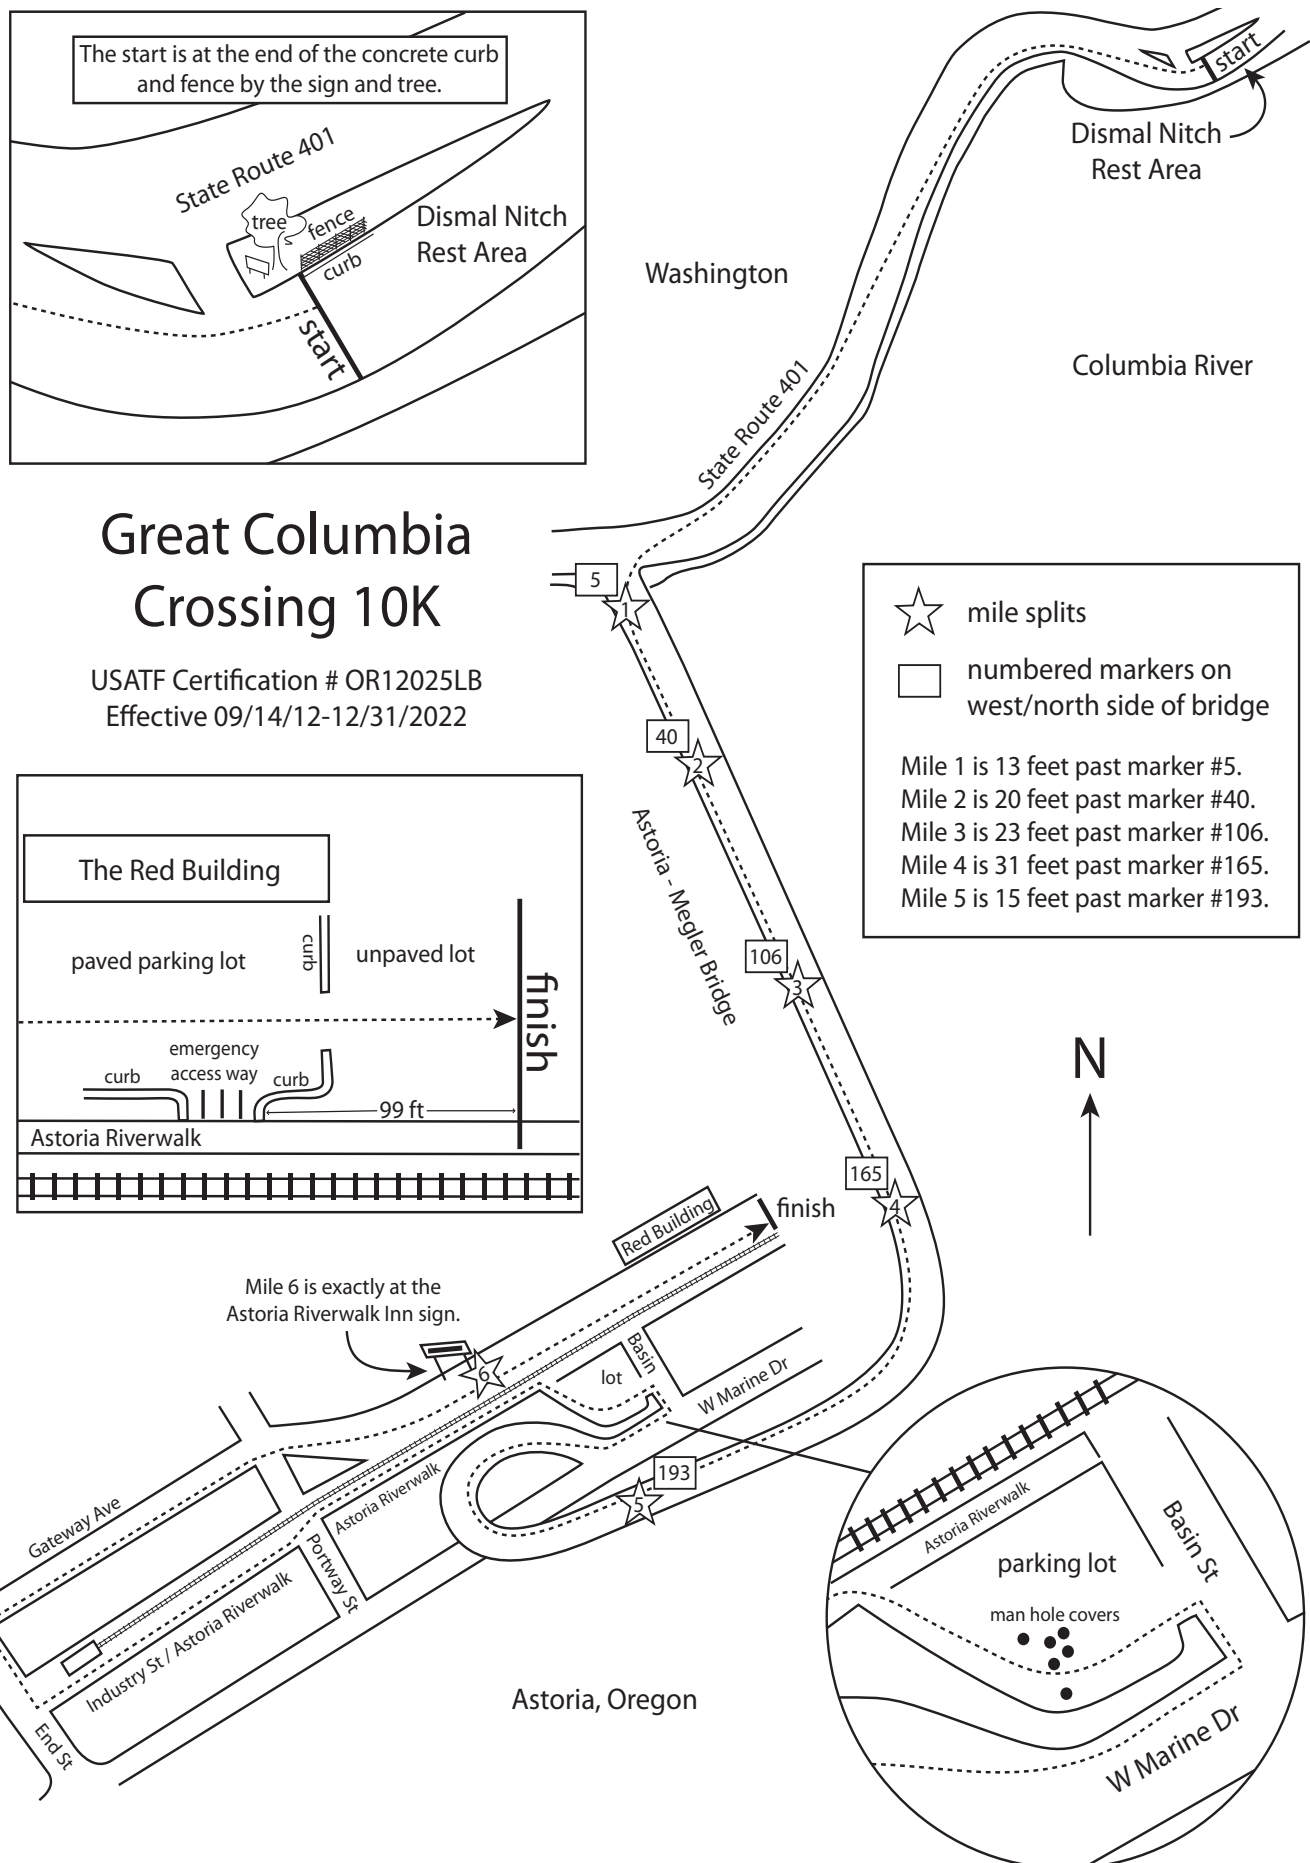 The start is at the end of the concrete curb
and fence by the sign and tree.
State Route 401
tree
fence
curb
Dismal Nitch
Rest Area
start
start
Dismal Nitch
Rest Area
Washington
Columbia River
State Route 401
Great Columbia
Crossing 10K
USATF Certification # OR12025LB
Effective 09/14/12-12/31/2022
5
1
40
2
Astoria - Megler Bridge
106
3
165
4
mile splits
numbered markers on
west/north side of bridge
Mile 1 is 13 feet past marker #5.
Mile 2 is 20 feet past marker #40.
Mile 3 is 23 feet past marker #106.
Mile 4 is 31 feet past marker #165.
Mile 5 is 15 feet past marker #193.
N
The Red Building
paved parking lot
curb
unpaved lot
finish
emergency
access way
curb
curb
99 ft
Astoria Riverwalk
Red Building
finish
Mile 6 is exactly at the
Astoria Riverwalk Inn sign.
6
lot
Basin
W Marine Dr
193
5
Astoria Riverwalk
Gateway Ave
Portway St
Industry St / Astoria Riverwalk
End St
Astoria, Oregon
Astoria Riverwalk
Basin St
parking lot
man hole covers
W Marine Dr